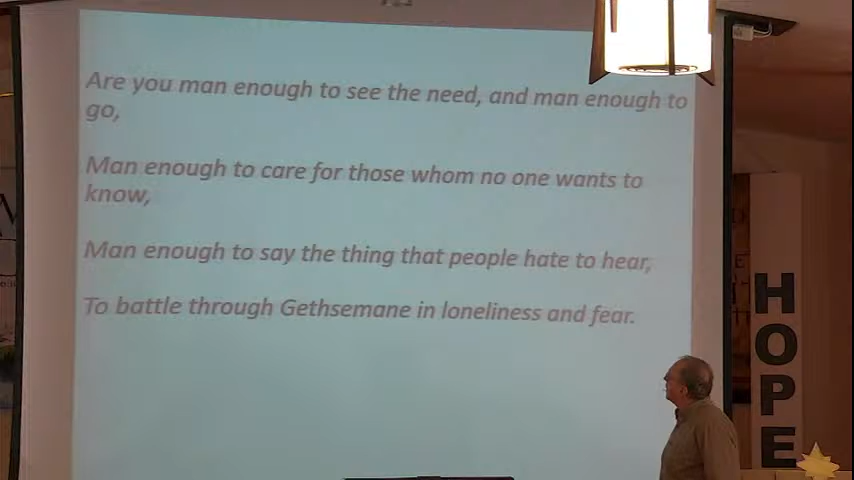 Are you man enough to see the need, and man enough to
go,
Man enough to care for those whom no one wants to
know,
Man enough to say the thing that people hate to hear,
To battle through Gethsemane in loneliness and fear.
HOPE